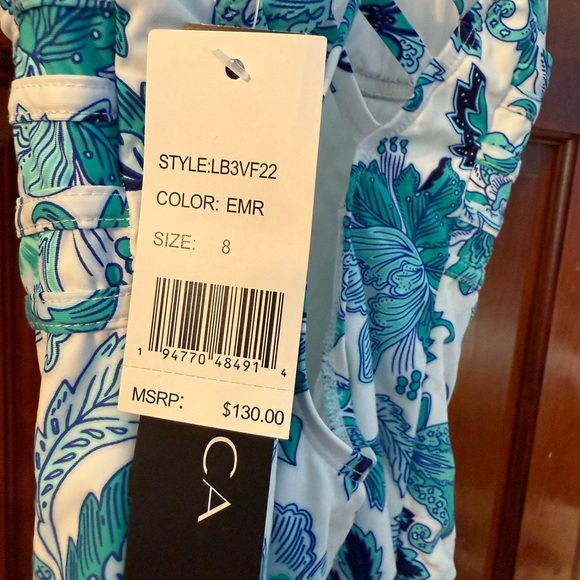 STYLE:LB3VF22
COLOR: EMR
SIZE: 8
1 94770 48491 4
MSRP: $130.00
CA